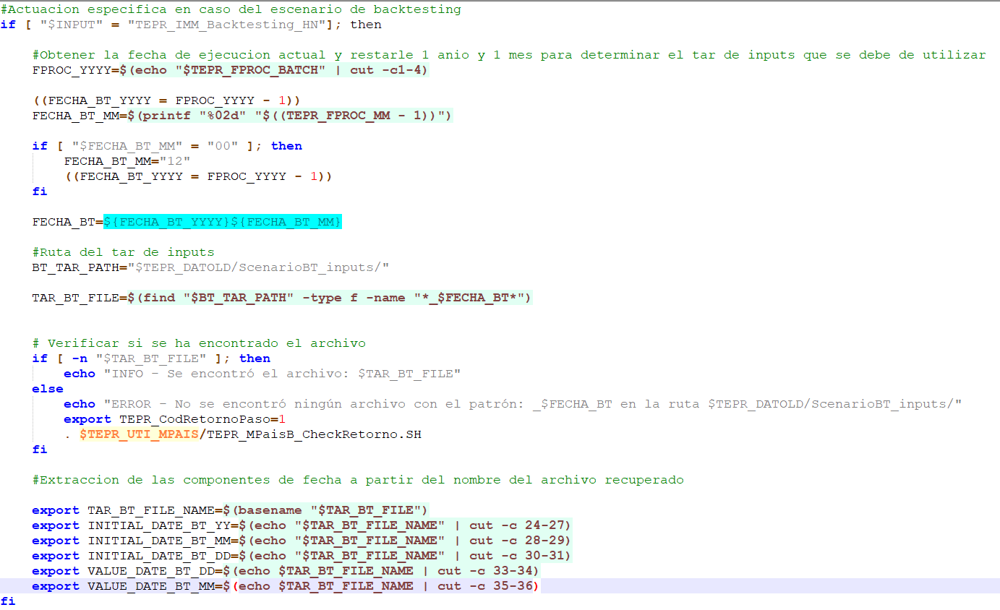 #Actuacion especifica en caso del escenario de backtesting
if [ "$INPUT" = "TEPR_IMM_Backtesting_HN"]; then
#Obtener la fecha de ejecucion actual y restarle 1 anio y 1 mes para determinar el tar de inputs que se debe de utilizar
FPROC_YYYY=$(echo "$TEPR_FPROC_BATCH" | cut -c1-4)
((FECHA_BT_YYYY = FPROC_YYYY - 1))
FECHA_BT_MM=$(printf "%02d" "$((TEPR_FPROC_MM - 1))")
if [ "$FECHA_BT_MM" = "00" ]; then
FECHA_BT_MM="12"
((FECHA_BT_YYYY = FPROC_YYYY - 1))
fi
FECHA_BT=${FECHA_BT_YYYY}${FECHA_BT_MM}
#Ruta del tar de inputs
BT_TAR_PATH="$TEPR_DATOLD/ScenarioBT_inputs/"
TAR_BT_FILE=$(find "$BT_TAR_PATH" -type f -name "*_$FECHA_BT*")
# Verificar si se ha encontrado el archivo
if [ -n "$TAR_BT_FILE" ]; then
echo "INFO - Se encontró el archivo: $TAR_BT_FILE"
else
echo "ERROR - No se encontró ningún archivo con el patrón: _$FECHA_BT en la ruta $TEPR_DATOLD/ScenarioBT_inputs/"
export TEPR_CodRetornoPaso=1
. $TEPR_UTI_MPAIS/TEPR_MPaisB_CheckRetorno.SH
fi
#Extraccion de las componentes de fecha a partir del nombre del archivo recuperado
export TAR_BT_FILE_NAME=$(basename "$TAR_BT_FILE")
export INITIAL_DATE_BT_YY=$(echo "$TAR_BT_FILE_NAME" | cut -c 24-27)
export INITIAL_DATE_BT_MM=$(echo "$TAR_BT_FILE_NAME" | cut -c 28-29)
export INITIAL_DATE_BT_DD=$(echo "$TAR_BT_FILE_NAME" | cut -c 30-31)
export VALUE_DATE_BT_DD=$(echo $TAR_BT_FILE_NAME | cut -c 33-34)
export VALUE_DATE_BT_MM=$(echo $TAR_BT_FILE_NAME | cut -c 35-36)
fi